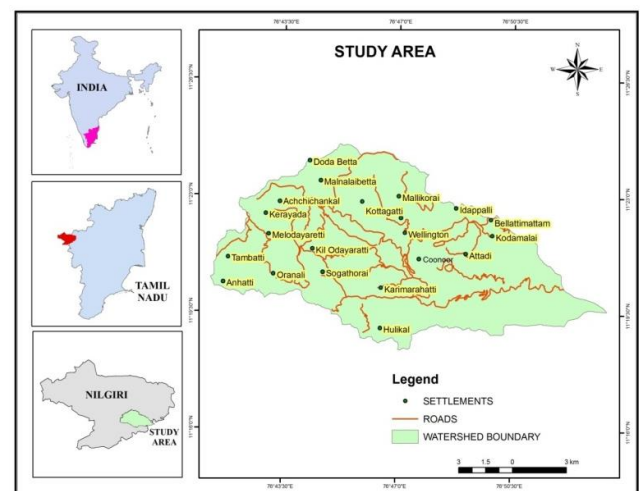 76°43'30"E
76°47'0"E
76°50'30"E
STUDY AREA
N
W
E
S
INDIA
TAMIL
NADU
NILGIRI
STUDY
AREA
Doda Betta
Malnalaibetta
Achchichankal
Mallikorai
Kerayada
Kottagatti
Idappalli
Bellattimattam
Melodayaretti
Wellington
Kodamalai
Kil Odayaratti
Attadi
Tambatti
Coonoor
Oranali
Sogathorai
Anhatti
Karimarahatti
Hulikal
Legend
SETTLEMENTS
ROADS
WATERSHED BOUNDARY
3 1.5 0 3 km
76°43'30"E
76°47'0"E
76°50'30"E